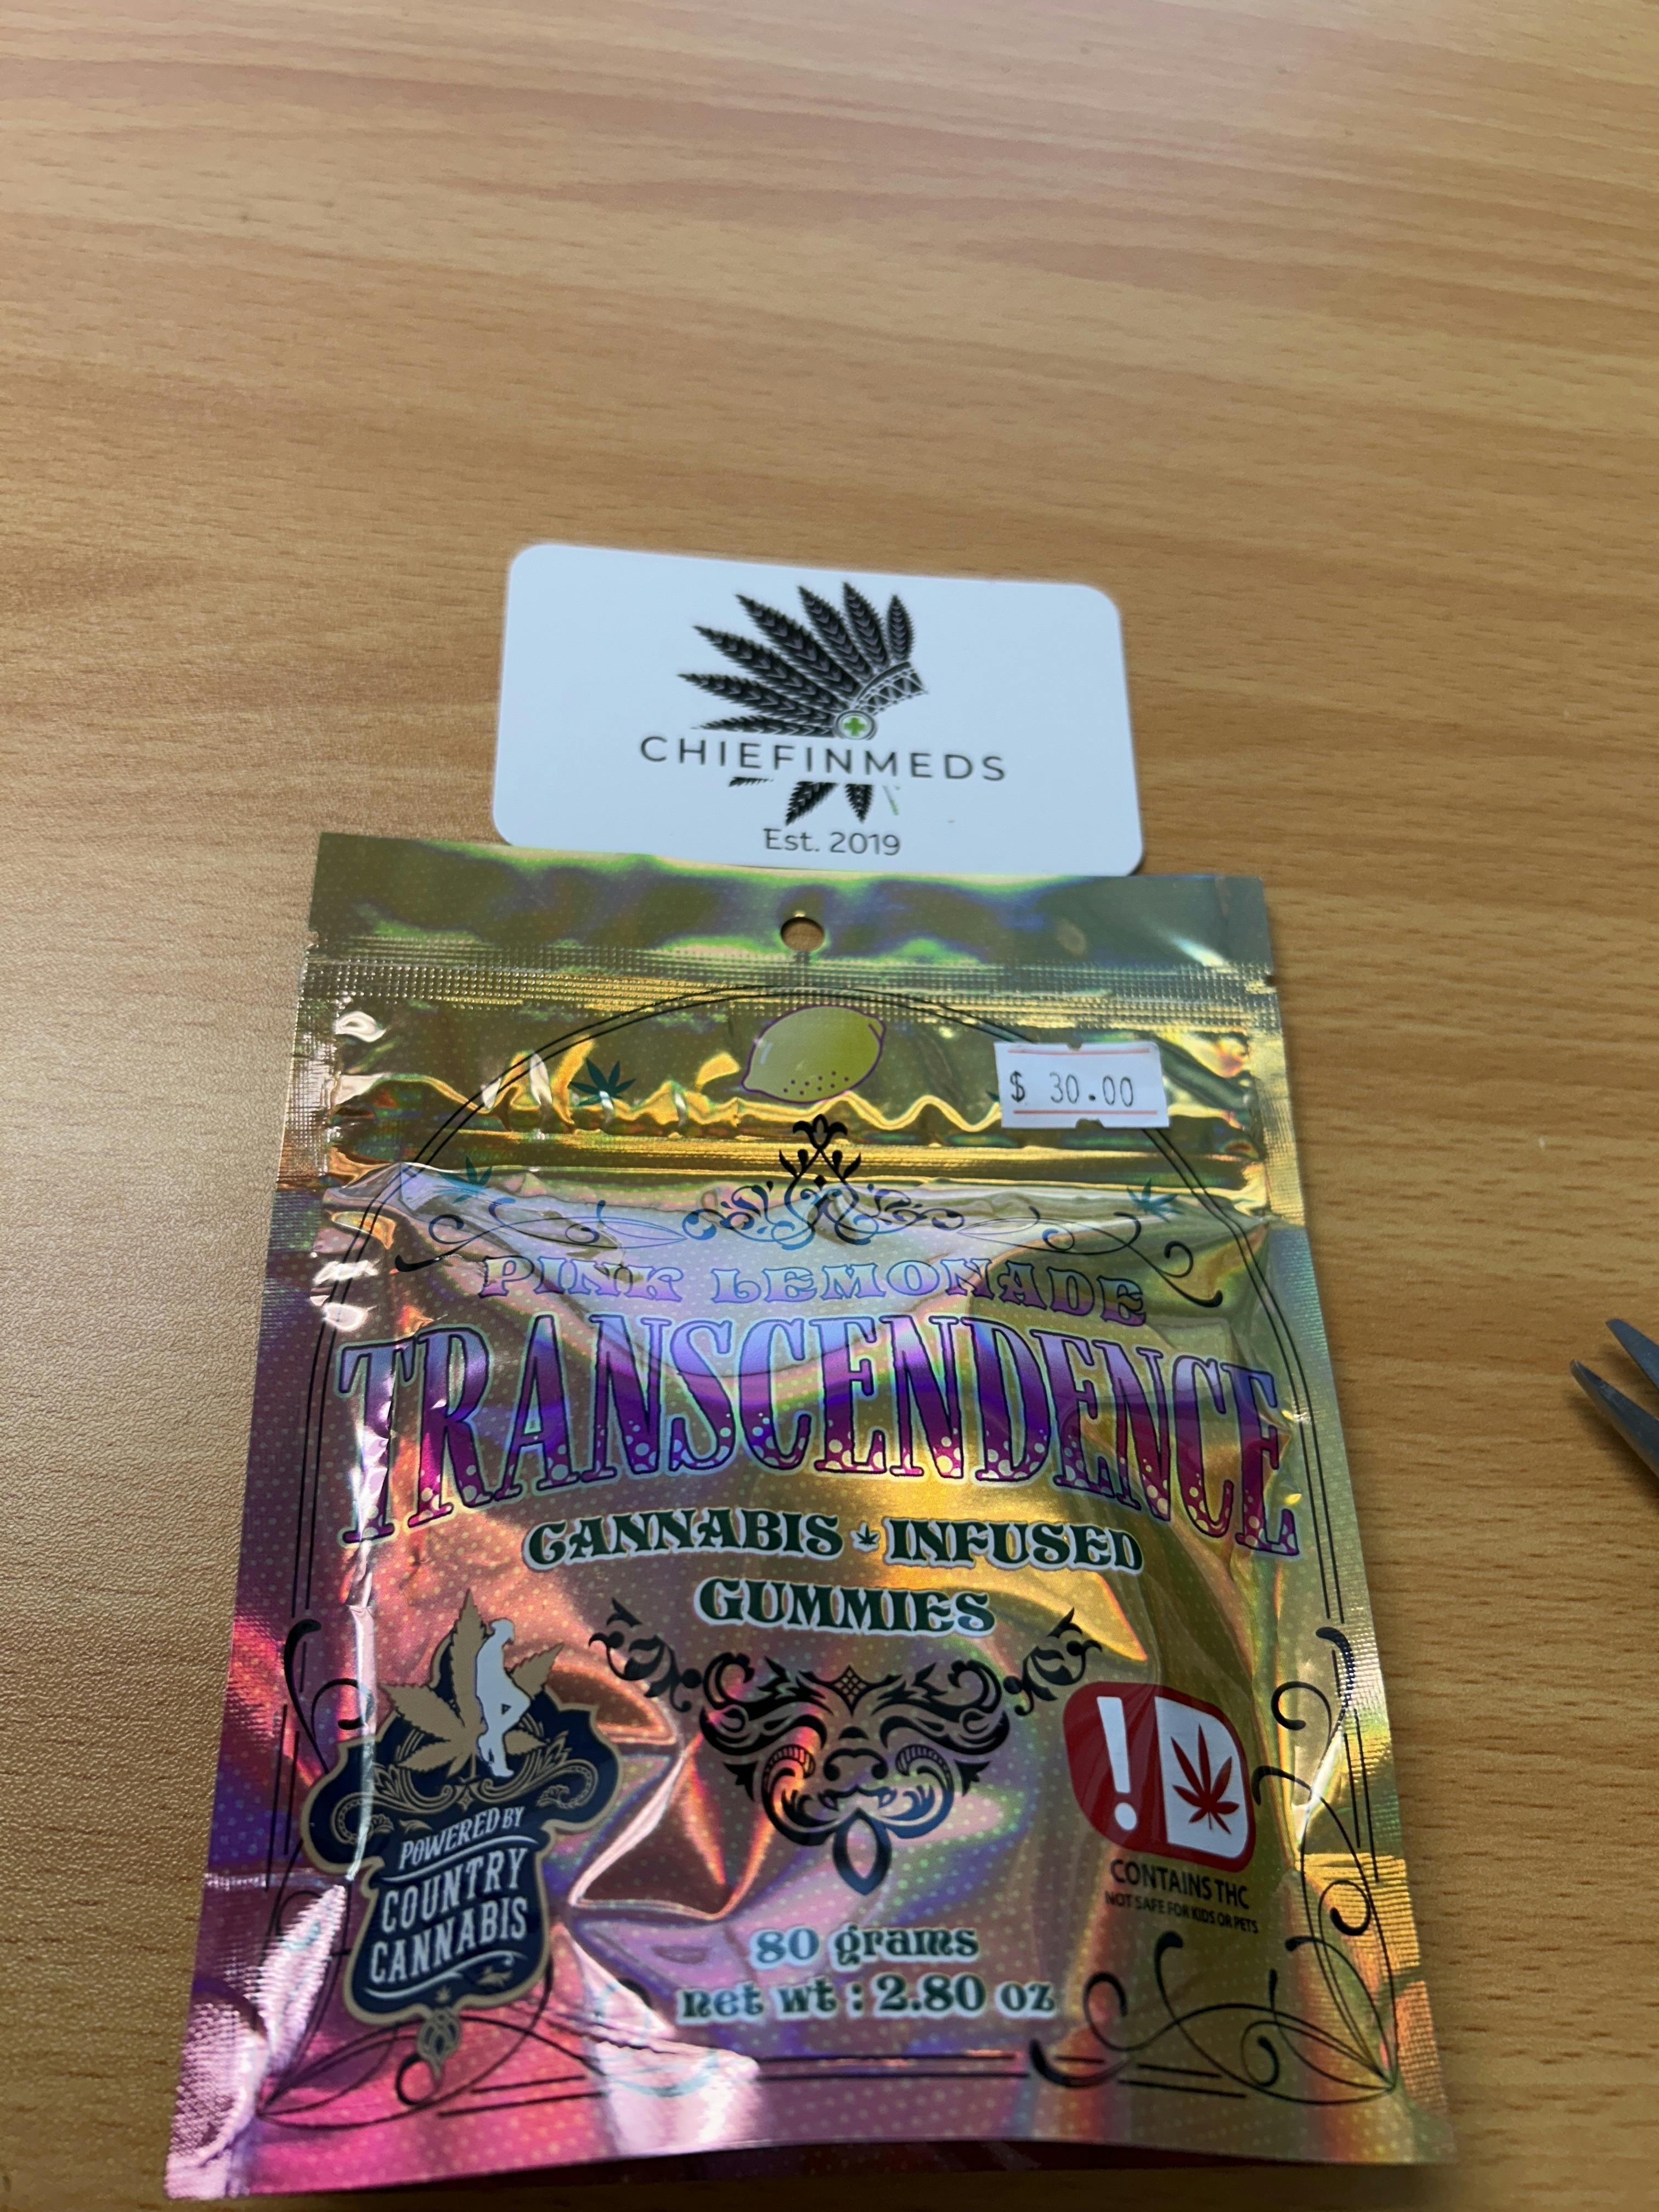 CHIEFINMEDS
Est. 2019
$ 30.00
PINK LEMONADE
TRANSCENDENCE
CANNABIS INFUSED
GUMMIES
POWERED BY
COUNTRY
CANNABIS
!
CONTAINS THC
NOT SAFE FOR KIDS OR PETS
80 grams
net wt : 2.80 oz